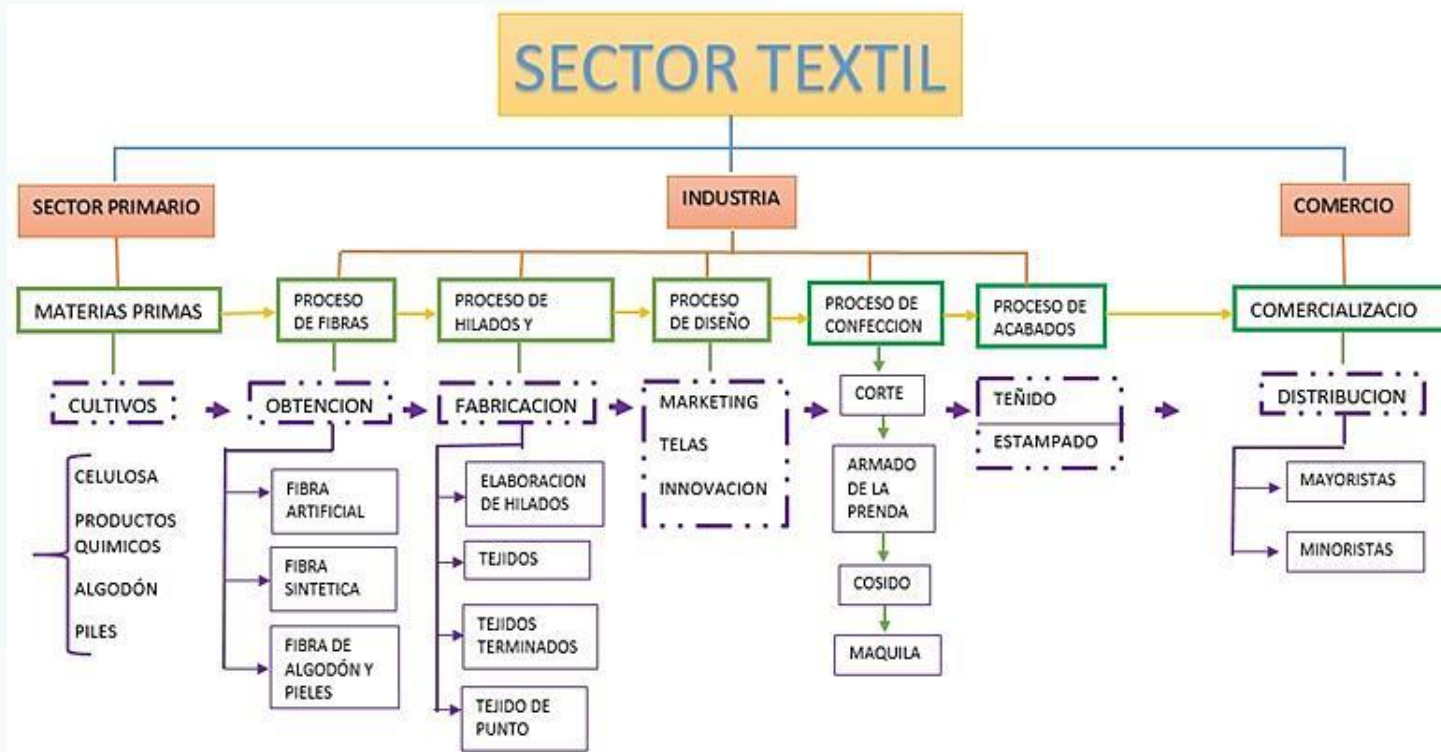 SECTOR TEXTIL
SECTOR PRIMARIO
INDUSTRIA
COMERCIO
MATERIAS PRIMAS
PROCESO
DE FIBRAS
PROCESO DE
HILADOS Y
PROCESO
DE DISEÑO
PROCESO DE
CONFECCION
PROCESO DE
ACABADOS
COMERCIALIZACIO
CULTIVOS
OBTENCION
FABRICACION
MARKETING
TELAS
INNOVACION
CORTE
TEÑIDO
ESTAMPADO
DISTRIBUCION
CELULOSA
PRODUCTOS
QUIMICOS
ALGODÓN
PILES
FIBRA
ARTIFICIAL
FIBRA
SINTETICA
FIBRA DE
ALGODÓN Y
PIELES
ELABORACION
DE HILADOS
TEJIDOS
TEJIDOS
TERMINADOS
TEJIDO DE
PUNTO
ARMADO
DE LA
PRENDA
COSIDO
MAQUILA
MAYORISTAS
MINORISTAS